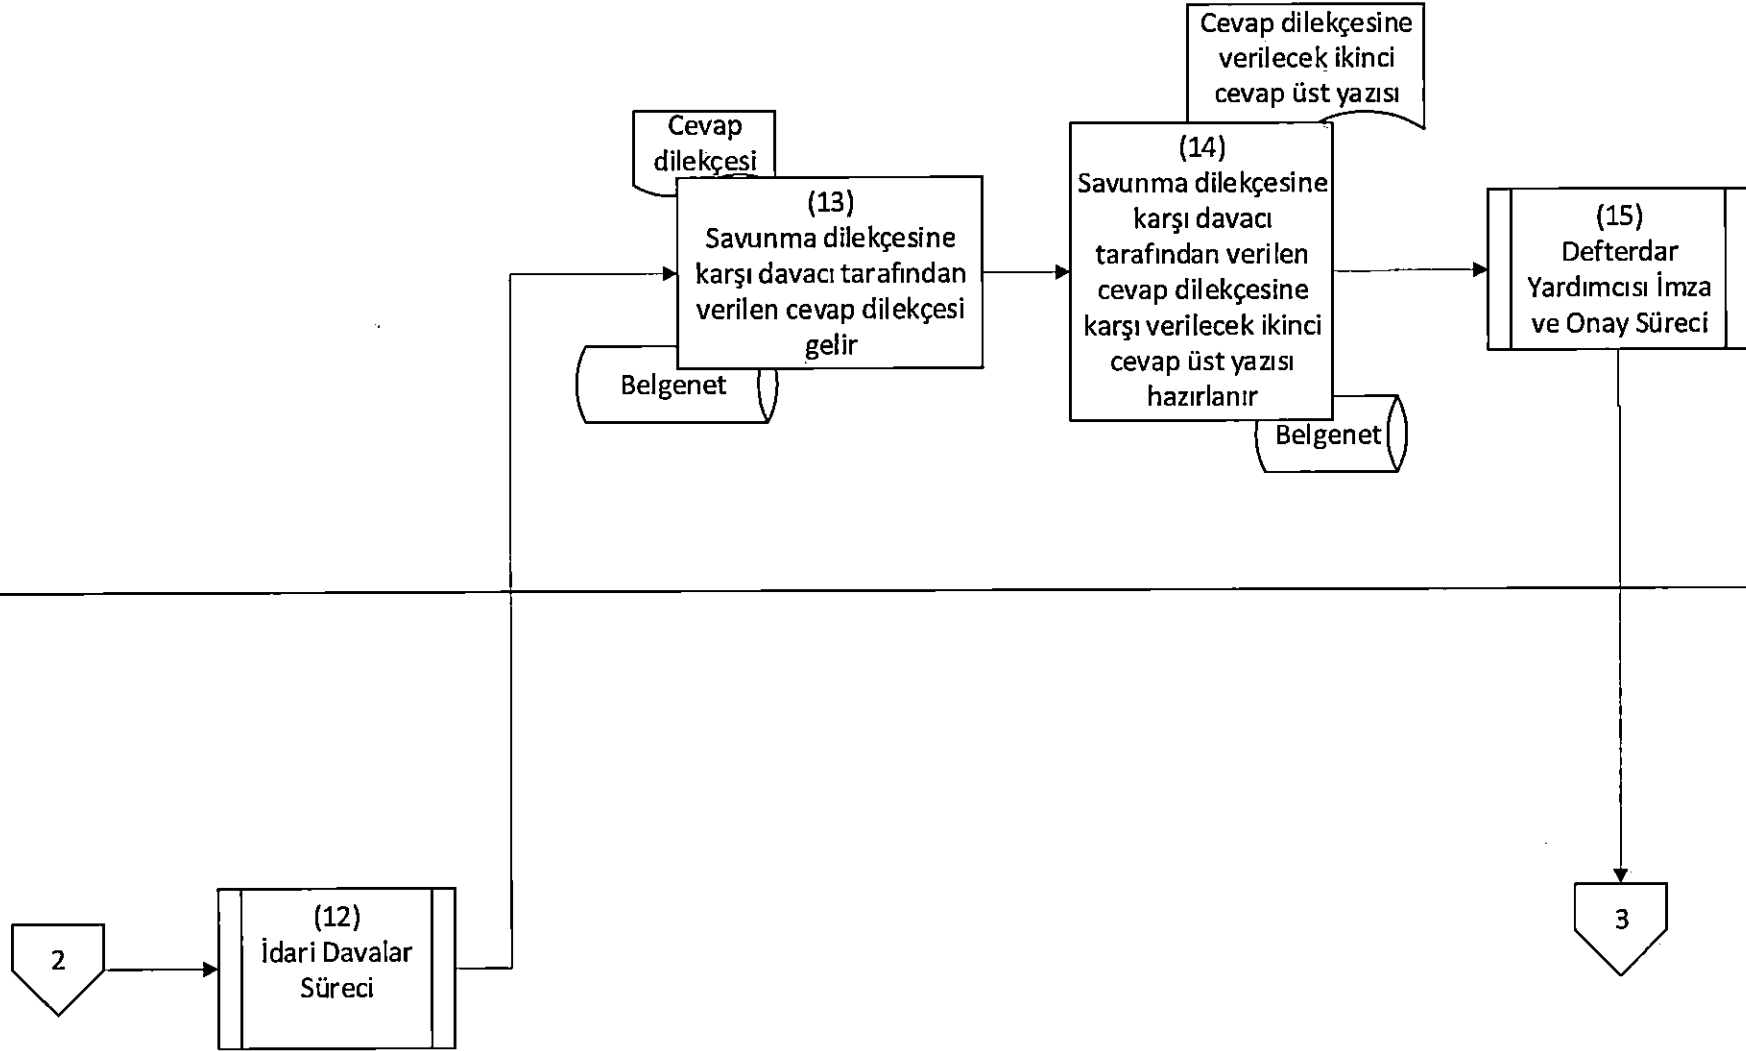 Cevap dilekçesine
verilecek ikinci
cevap üst yazısı
Cevap
dilekçesi
(13)
Savunma dilekçesine
karşı davacı tarafından
verilen cevap dilekçesi
gelir
Belgenet
(14)
Savunma dilekçesine
karşı davacı
tarafından verilen
cevap dilekçesine
karşı verilecek ikinci
cevap üst yazısı
hazırlanır
Belgenet
(15)
Defterdar
Yardımcısı İmza
ve Onay Süreci
2
(12)
İdari Davalar
Süreci
3